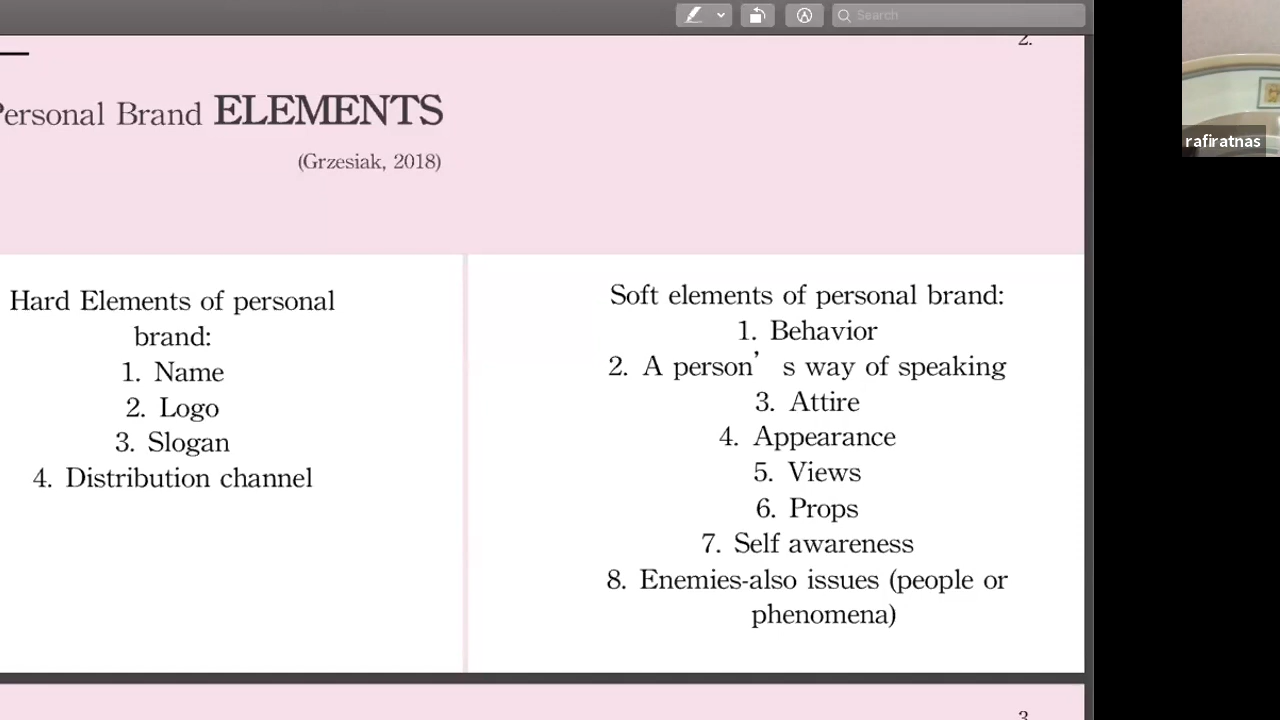 Search
2.
Personal Brand ELEMENTS
(Grzesiak, 2018)
Hard Elements of personal
brand:
1. Name
2. Logo
3. Slogan
4. Distribution channel
Soft elements of personal brand:
1. Behavior
2. A person’ s way of speaking
3. Attire
4. Appearance
5. Views
6. Props
7. Self awareness
8. Enemies-also issues (people or
phenomena)
3
rafiratnas